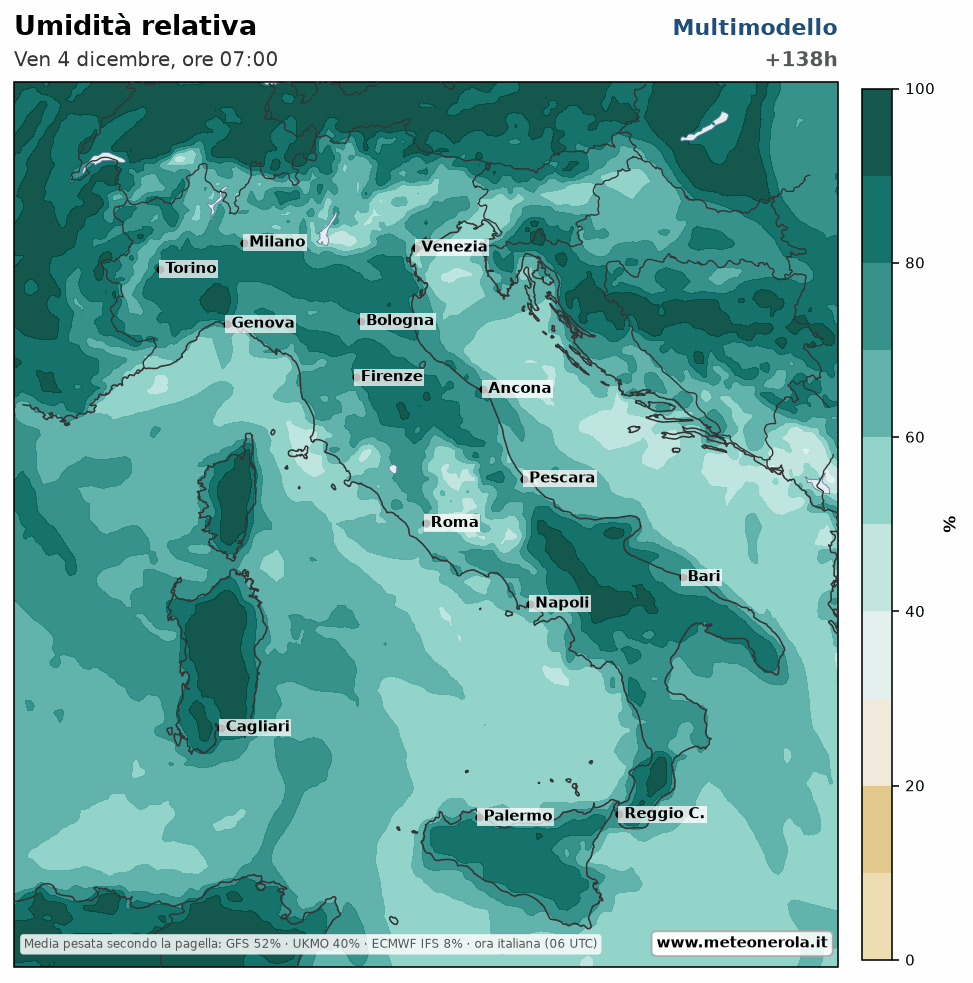 Umidità relativa
Multimodello
Ven 4 dicembre, ore 07:00
+138h
100
80
60
40
20
0
%
Milano
Venezia
Torino
Genova
Bologna
Firenze
Ancona
Pescara
Roma
Bari
Napoli
Cagliari
Palermo
Reggio C.
Media pesata secondo la pagella: GFS 52% · UKMO 40% · ECMWF IFS 8% · ora italiana (06 UTC)
www.meteonerola.it